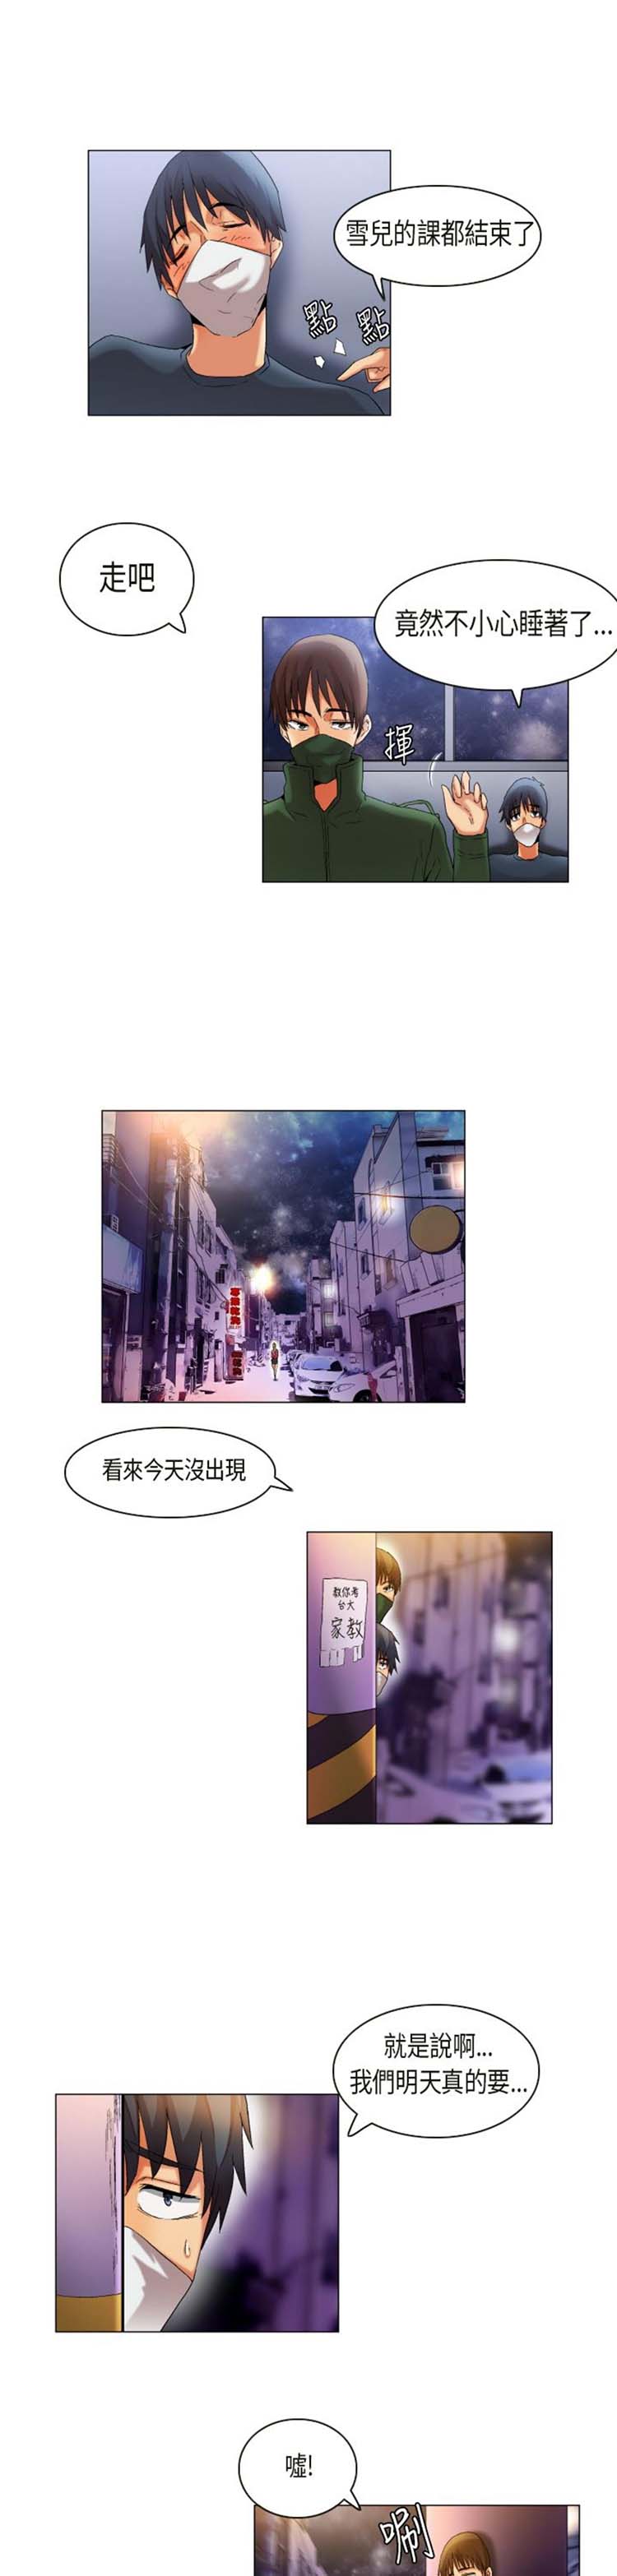 雪兒的課都結束了
點
點
走吧
竟然不小心睡著了...
揮
看來今天沒出現
教你考
台大
家教
就是說啊...
我們明天真的要...
噓!
唰